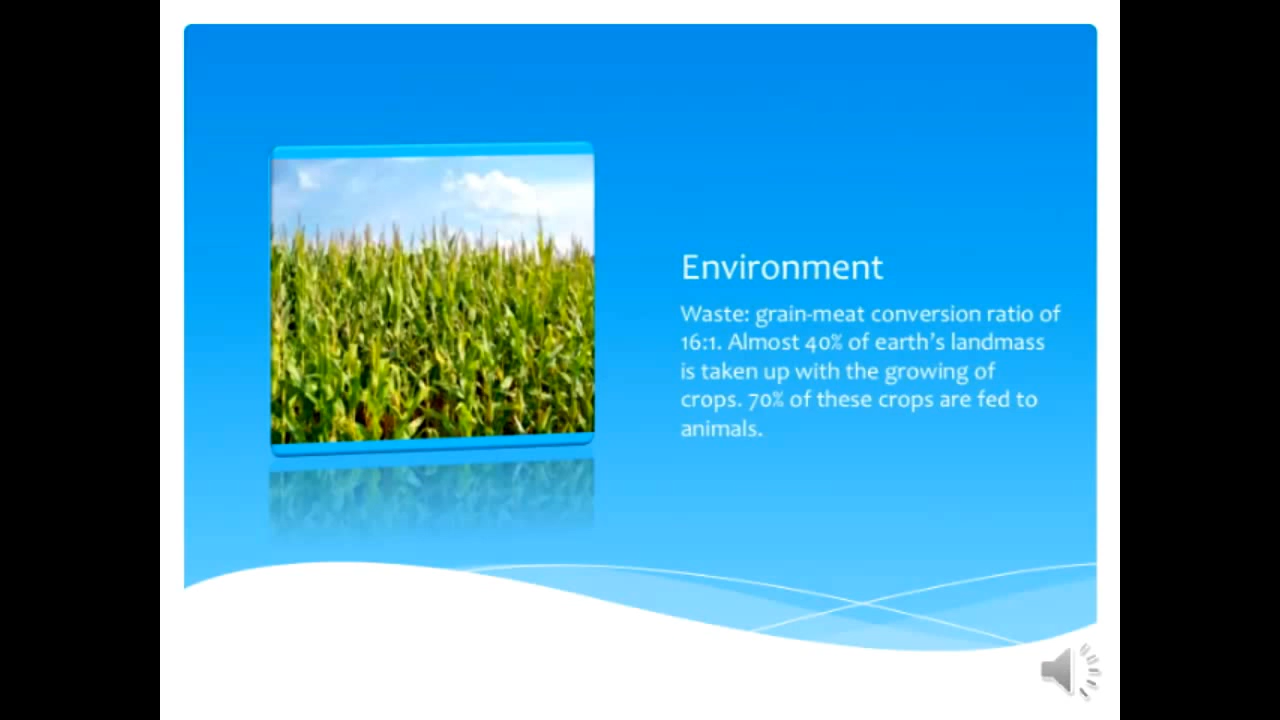 Environment
Waste: grain-meat conversion ratio of
16:1. Almost 40% of earth’s landmass
is taken up with the growing of
crops. 70% of these crops are fed to
animals.